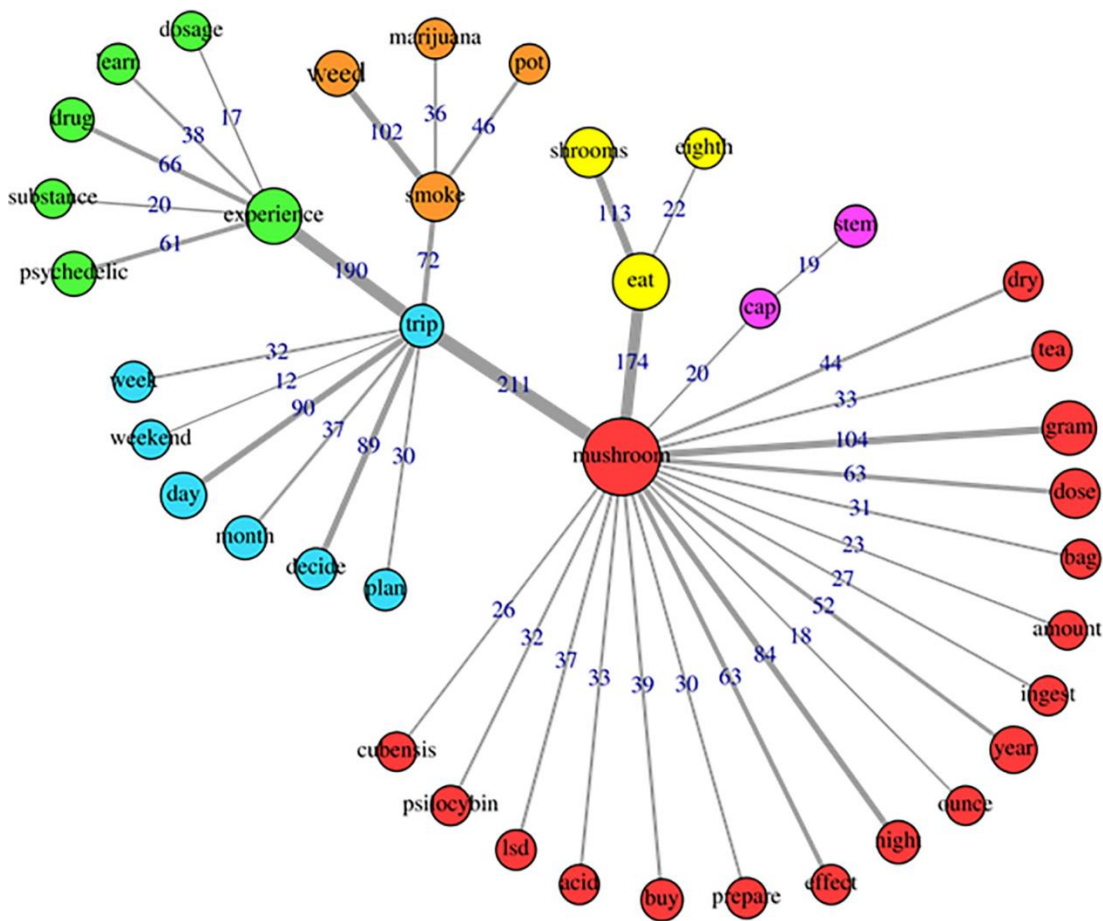 dosage
marijuana
learn
weed
pot
drug
17
36
102
46
38
shrooms
eighth
66
substance
20
smoke
experience
113
22
stem
61
psychedelic
72
19
190
eat
dry
cap
trip
tea
week
32
174
44
12
211
20
33
weekend
90
gram
37
104
89
30
mushroom
63
dose
day
31
month
23
bag
decide
27
plan
52
26
18
amount
32
84
37
63
33
39
30
ingest
cubensis
year
psilocybin
ounce
lsd
night
acid
buy
prepare
effect